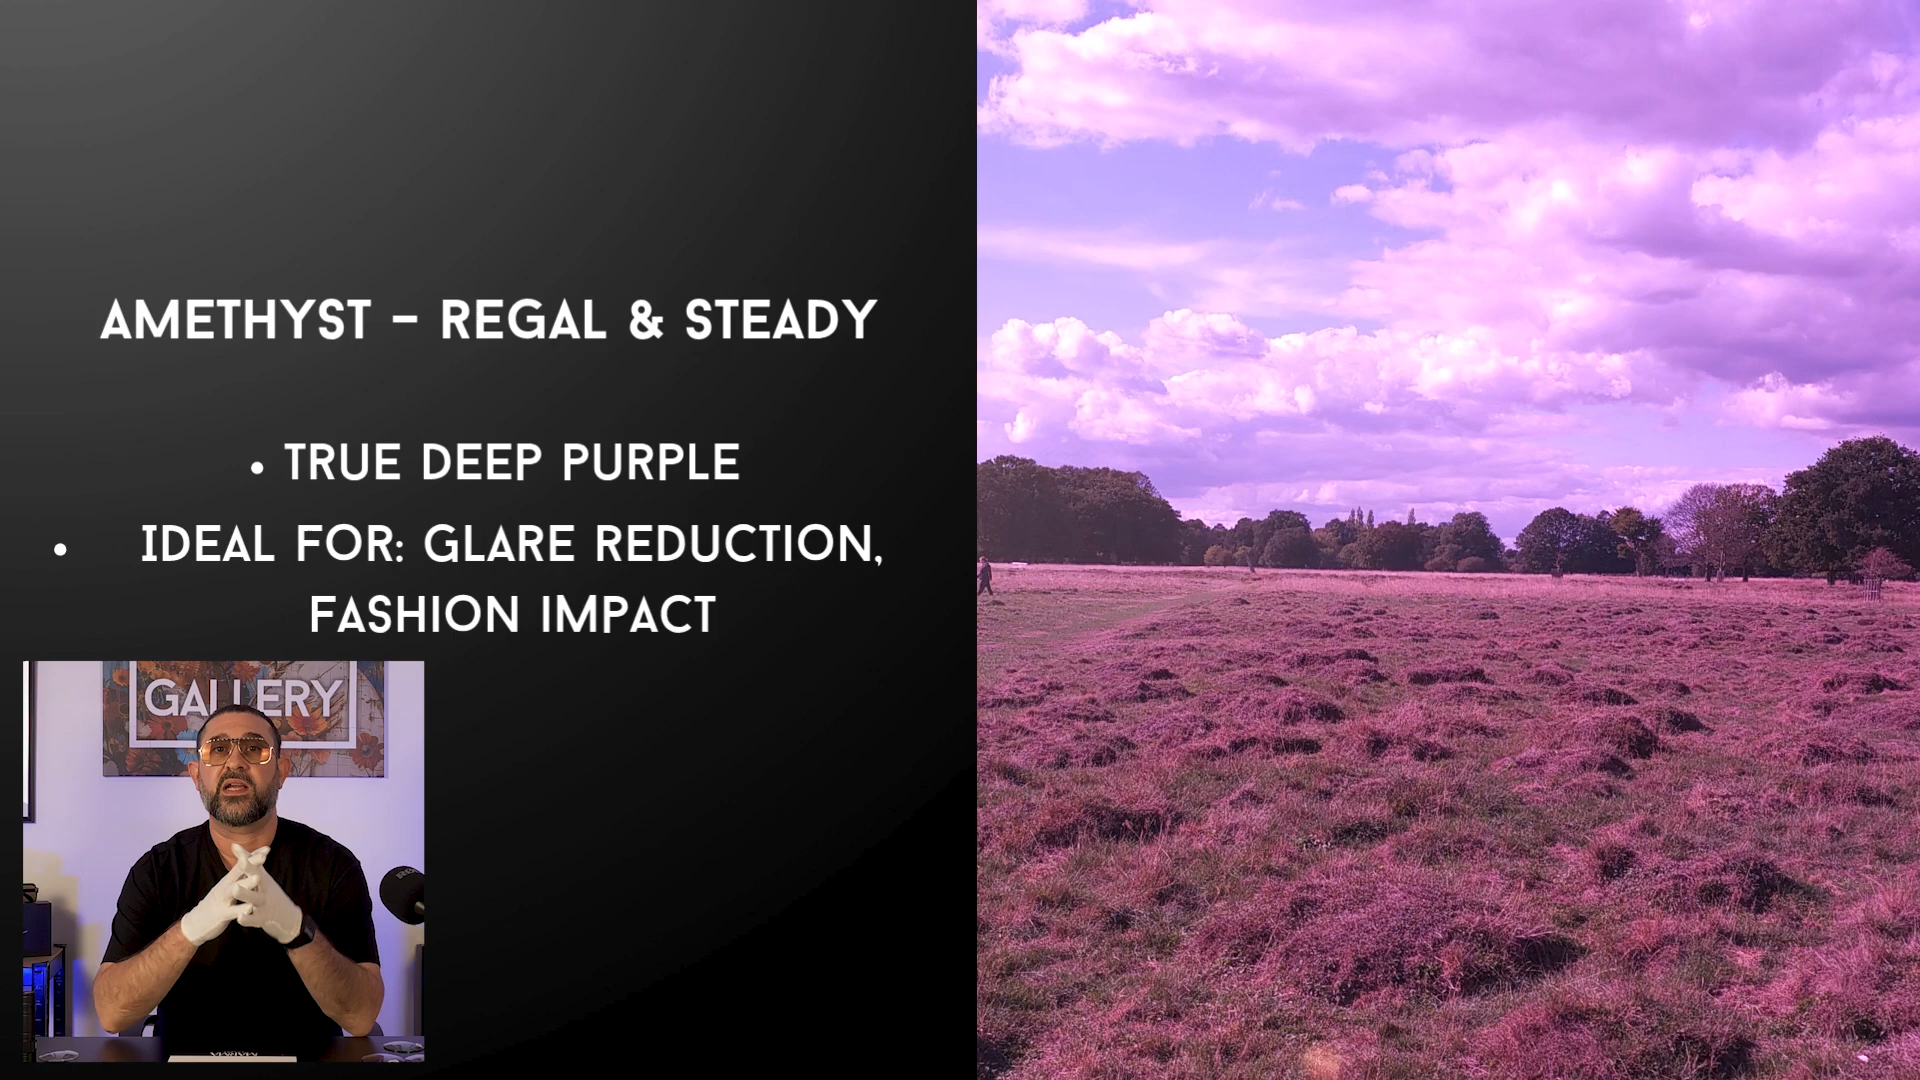 AMETHYST – REGAL & STEADY
• TRUE DEEP PURPLE
• IDEAL FOR: GLARE REDUCTION,
FASHION IMPACT
GALLERY